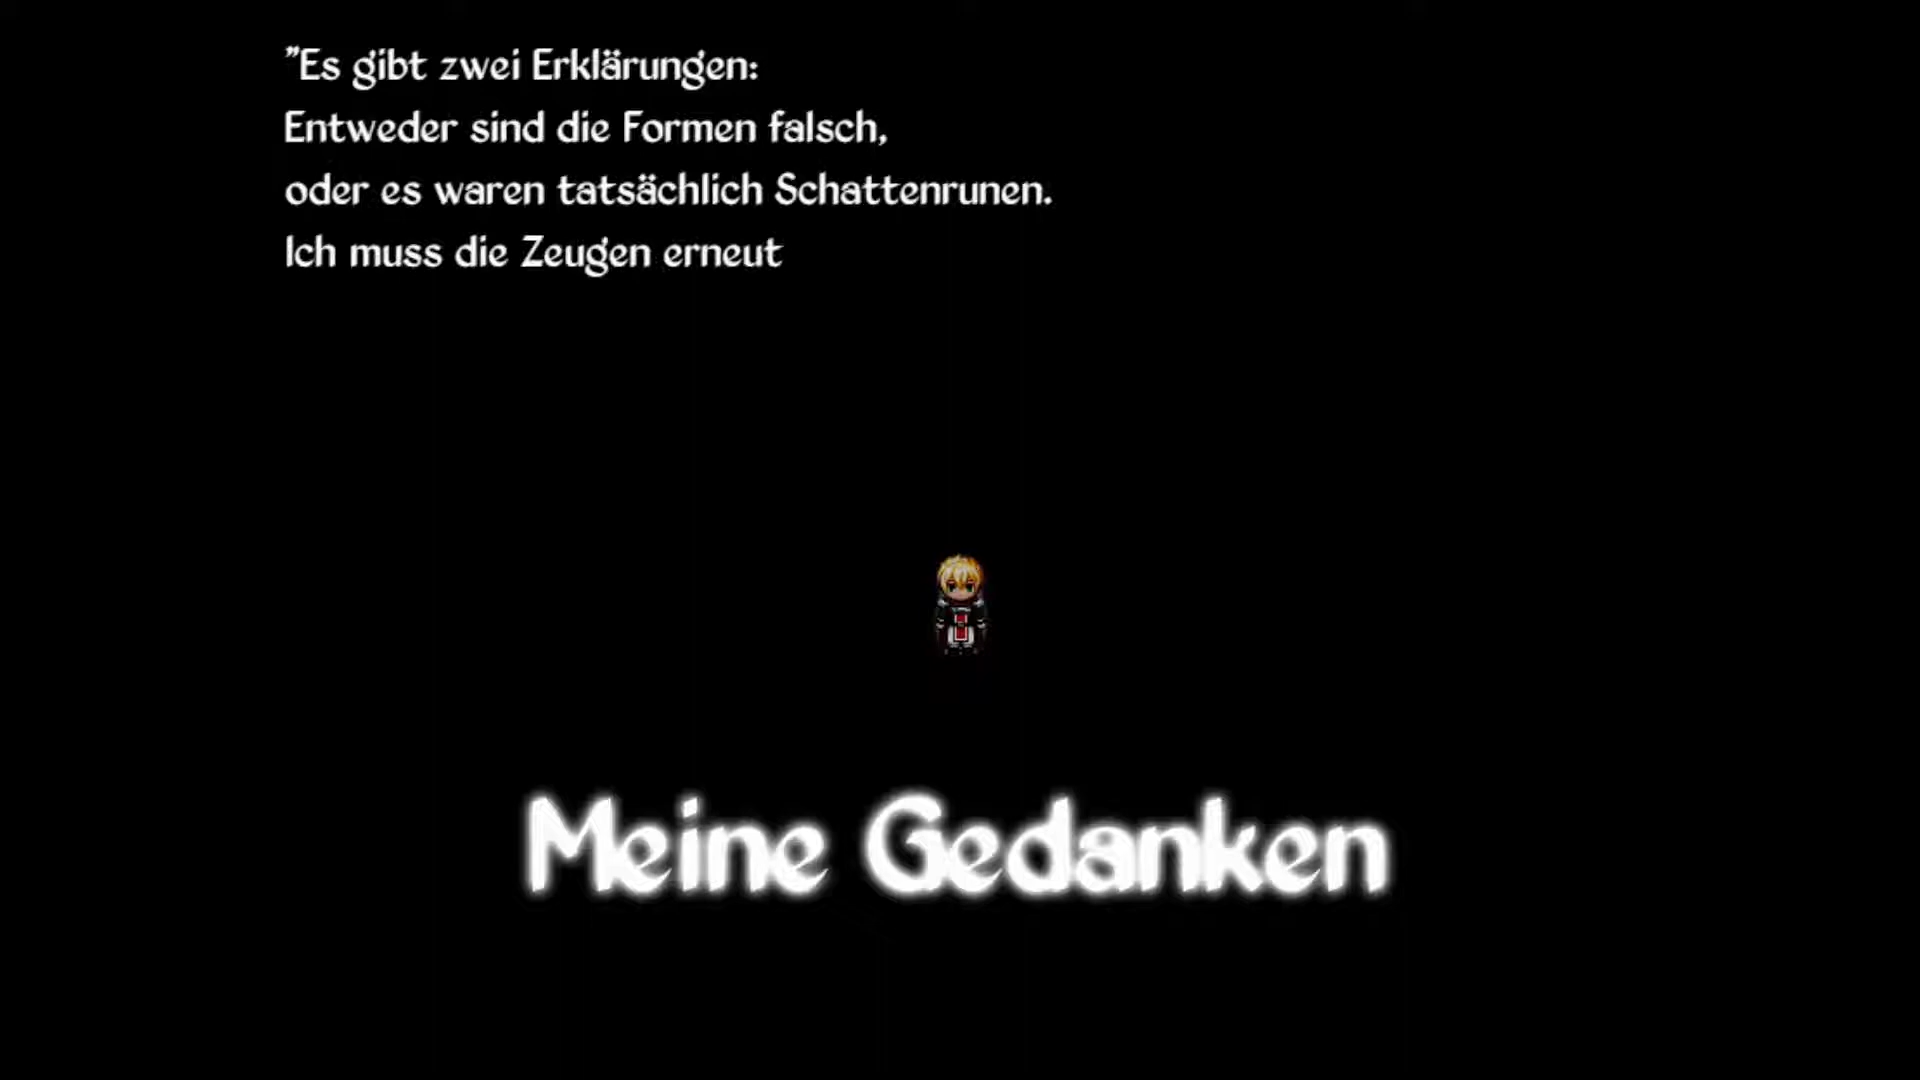 "Es gibt zwei Erklärungen:
Entweder sind die Formen falsch,
oder es waren tatsächlich Schattenrunen.
Ich muss die Zeugen erneut
Meine Gedanken